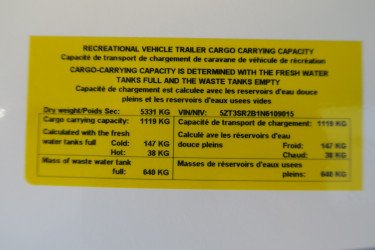 RECREATIONAL VEHICLE TRAILER CARGO CARRYING CAPACITY
Capacité de transport de chargement de caravane de véhicule de récréation
CARGO-CARRYING CAPACITY IS DETERMINED WITH THE FRESH WATER
TANKS FULL AND THE WASTE TANKS EMPTY
Capacité de chargement est calculée avec les reservoirs d'eau douce
pleins et les reservoirs d'eaux usees vides
Dry weight/Poids Sec: 5331 KG VIN/NIV: 5ZT3SR2B1N6109015
Cargo carrying capacity: 1119 KG Capacité de transport de chargement: 1119 KG
Calculated with the fresh Calculé avec les réservoirs d'eau
water tanks full Cold: 147 KG douce pleins Froid: 147 KG
Hot: 38 KG Chaud: 38 KG
Mass of waste water tank Masses de réservoirs d'eaux usées
full: 640 KG pleins: 640 KG